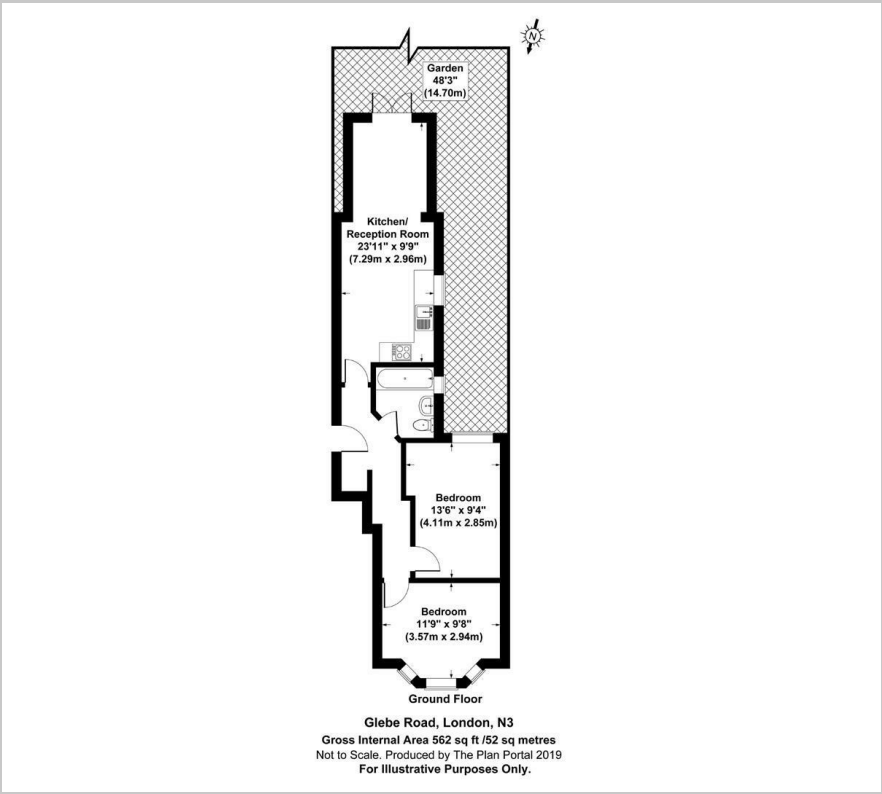 N
Garden
48'3"
(14.70m)
Kitchen/
Reception Room
23'11" x 9'9"
(7.29m x 2.96m)
Bedroom
13'6" x 9'4"
(4.11m x 2.85m)
Bedroom
11'9" x 9'8"
(3.57m x 2.94m)
Ground Floor
Glebe Road, London, N3
Gross Internal Area 562 sq ft /52 sq metres
Not to Scale. Produced by The Plan Portal 2019
For Illustrative Purposes Only.